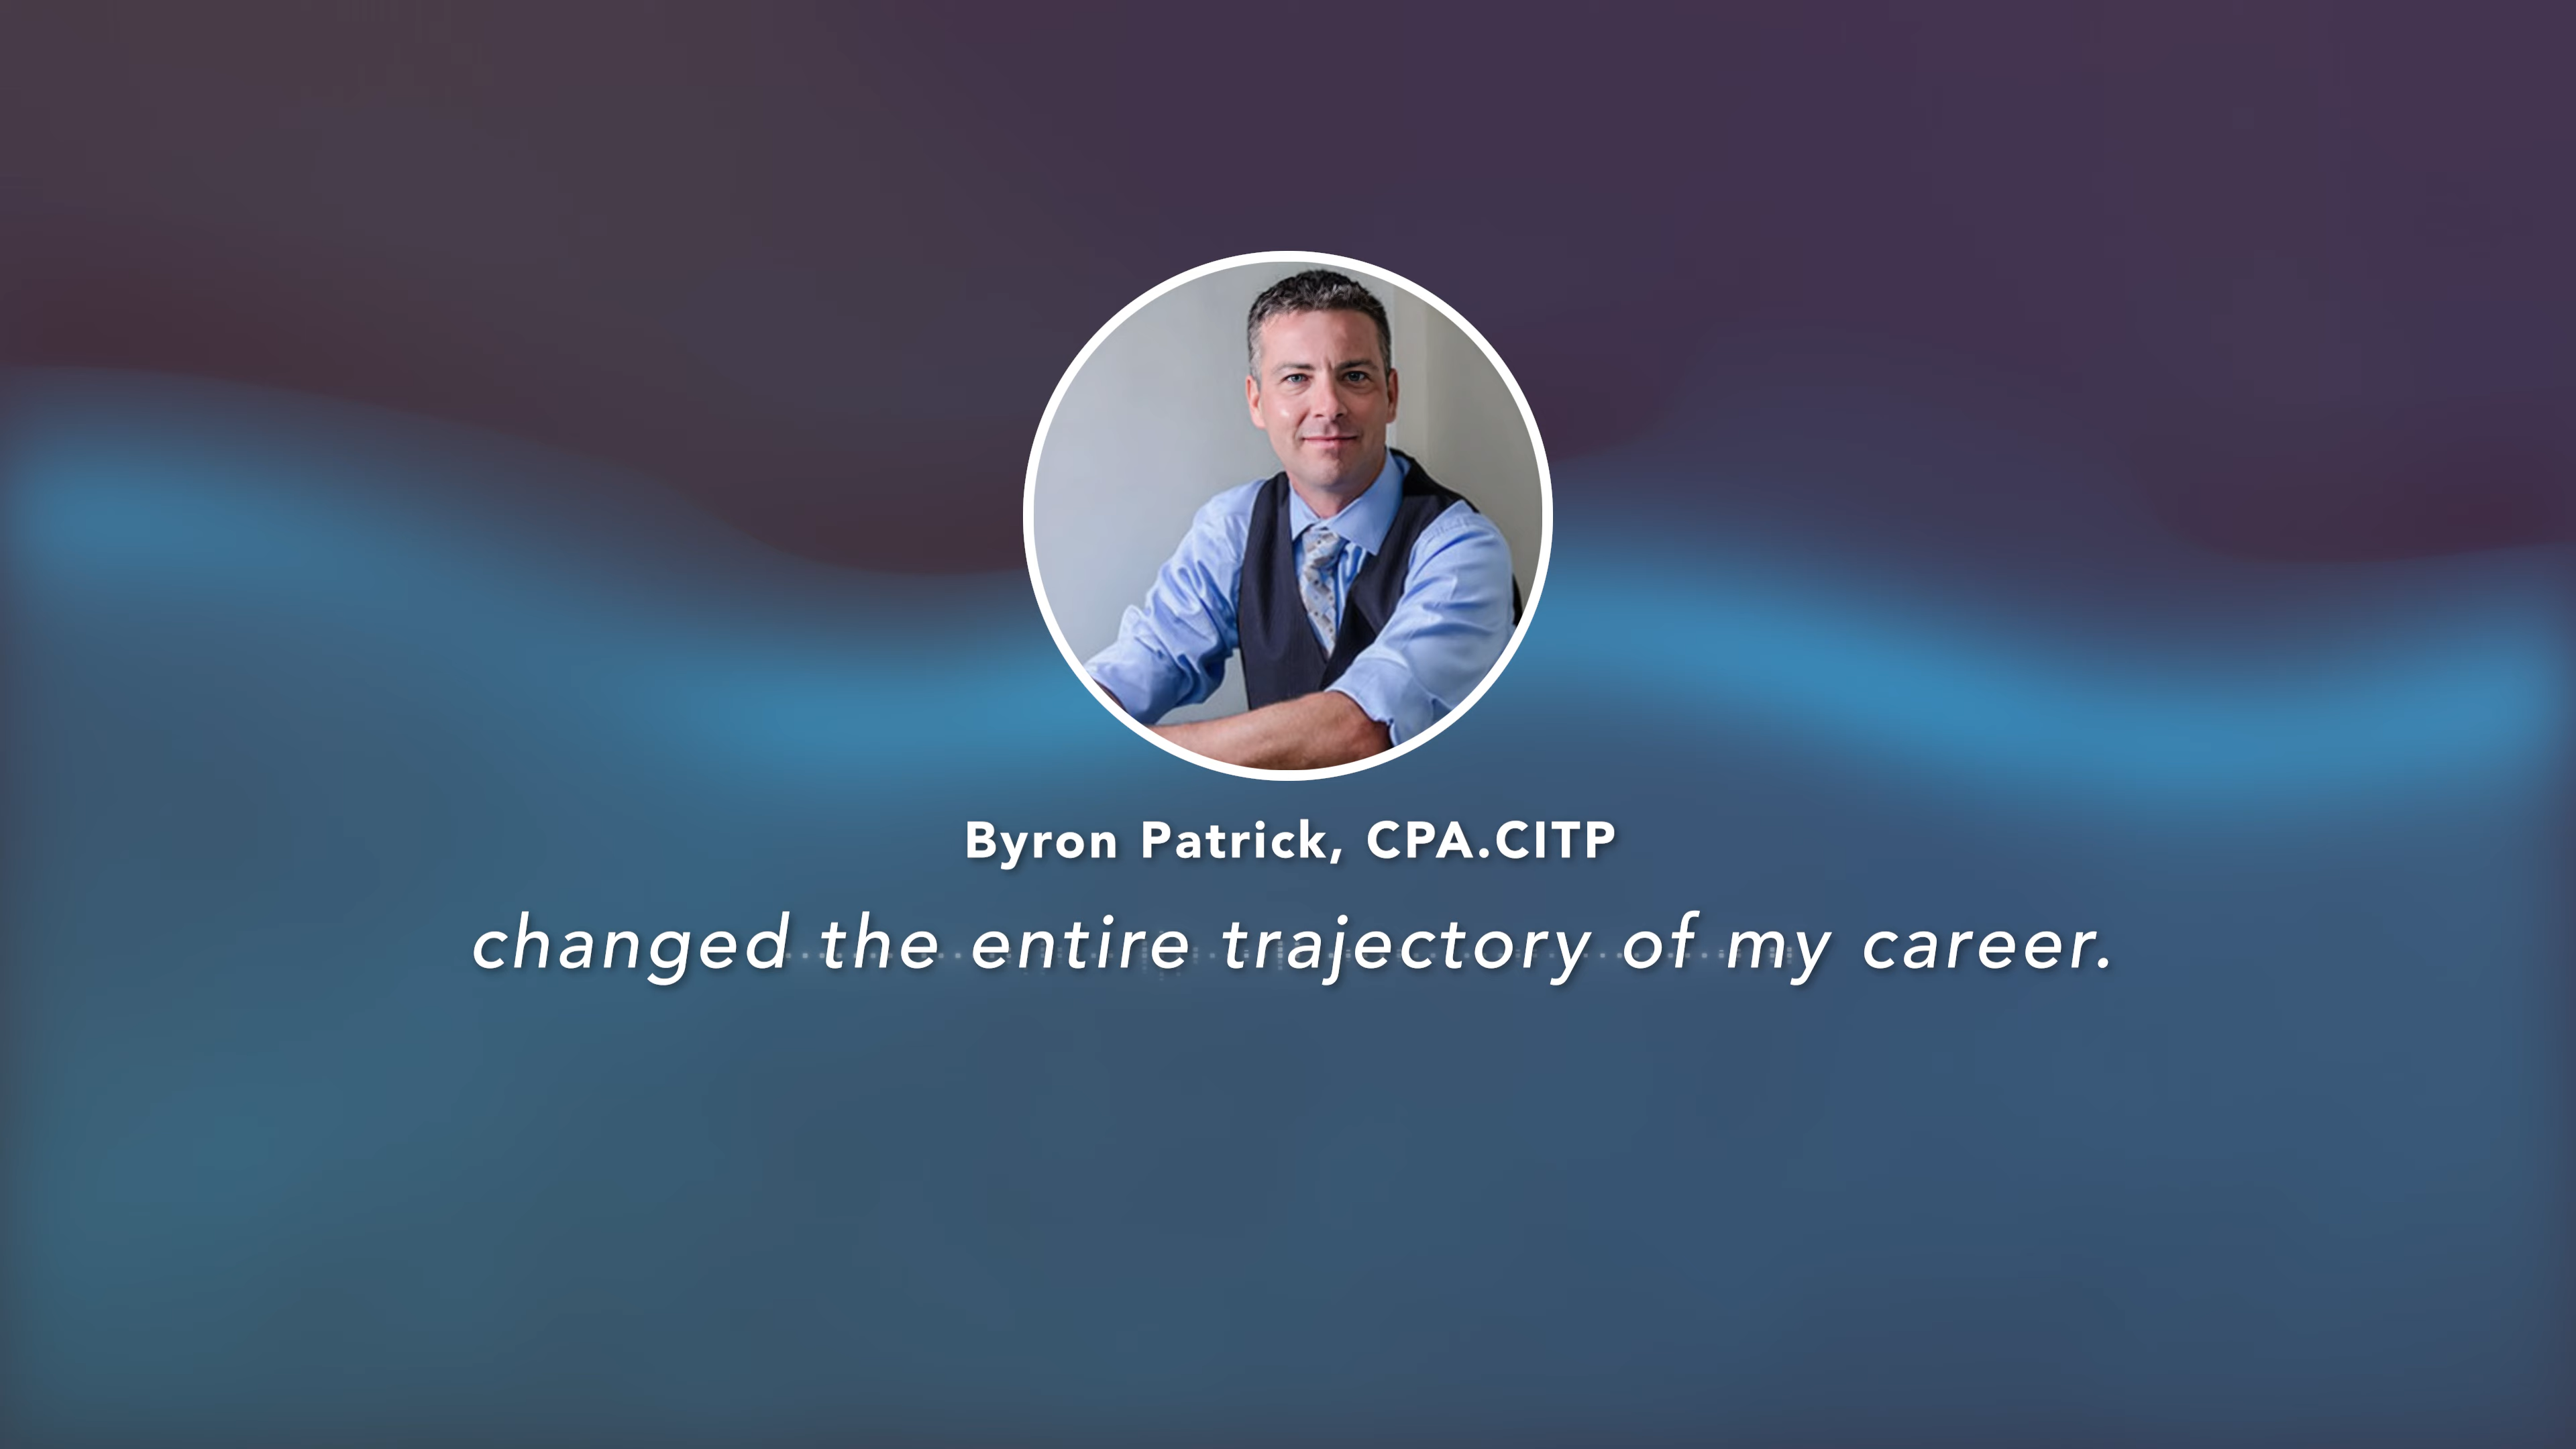 Byron Patrick, CPA.CITP
changed the entire trajectory of my career.